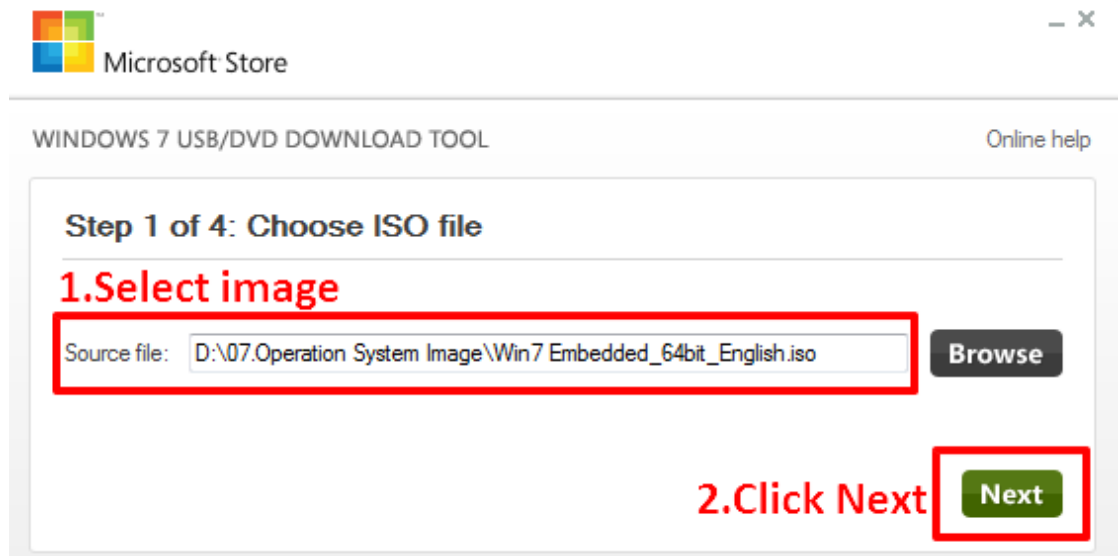 Microsoft Store
WINDOWS 7 USB/DVD DOWNLOAD TOOL Online help
Step 1 of 4: Choose ISO file
1.Select image
Source file: D:\07.Operation System Image\Win7 Embedded_64bit_English.iso Browse
2.Click Next Next